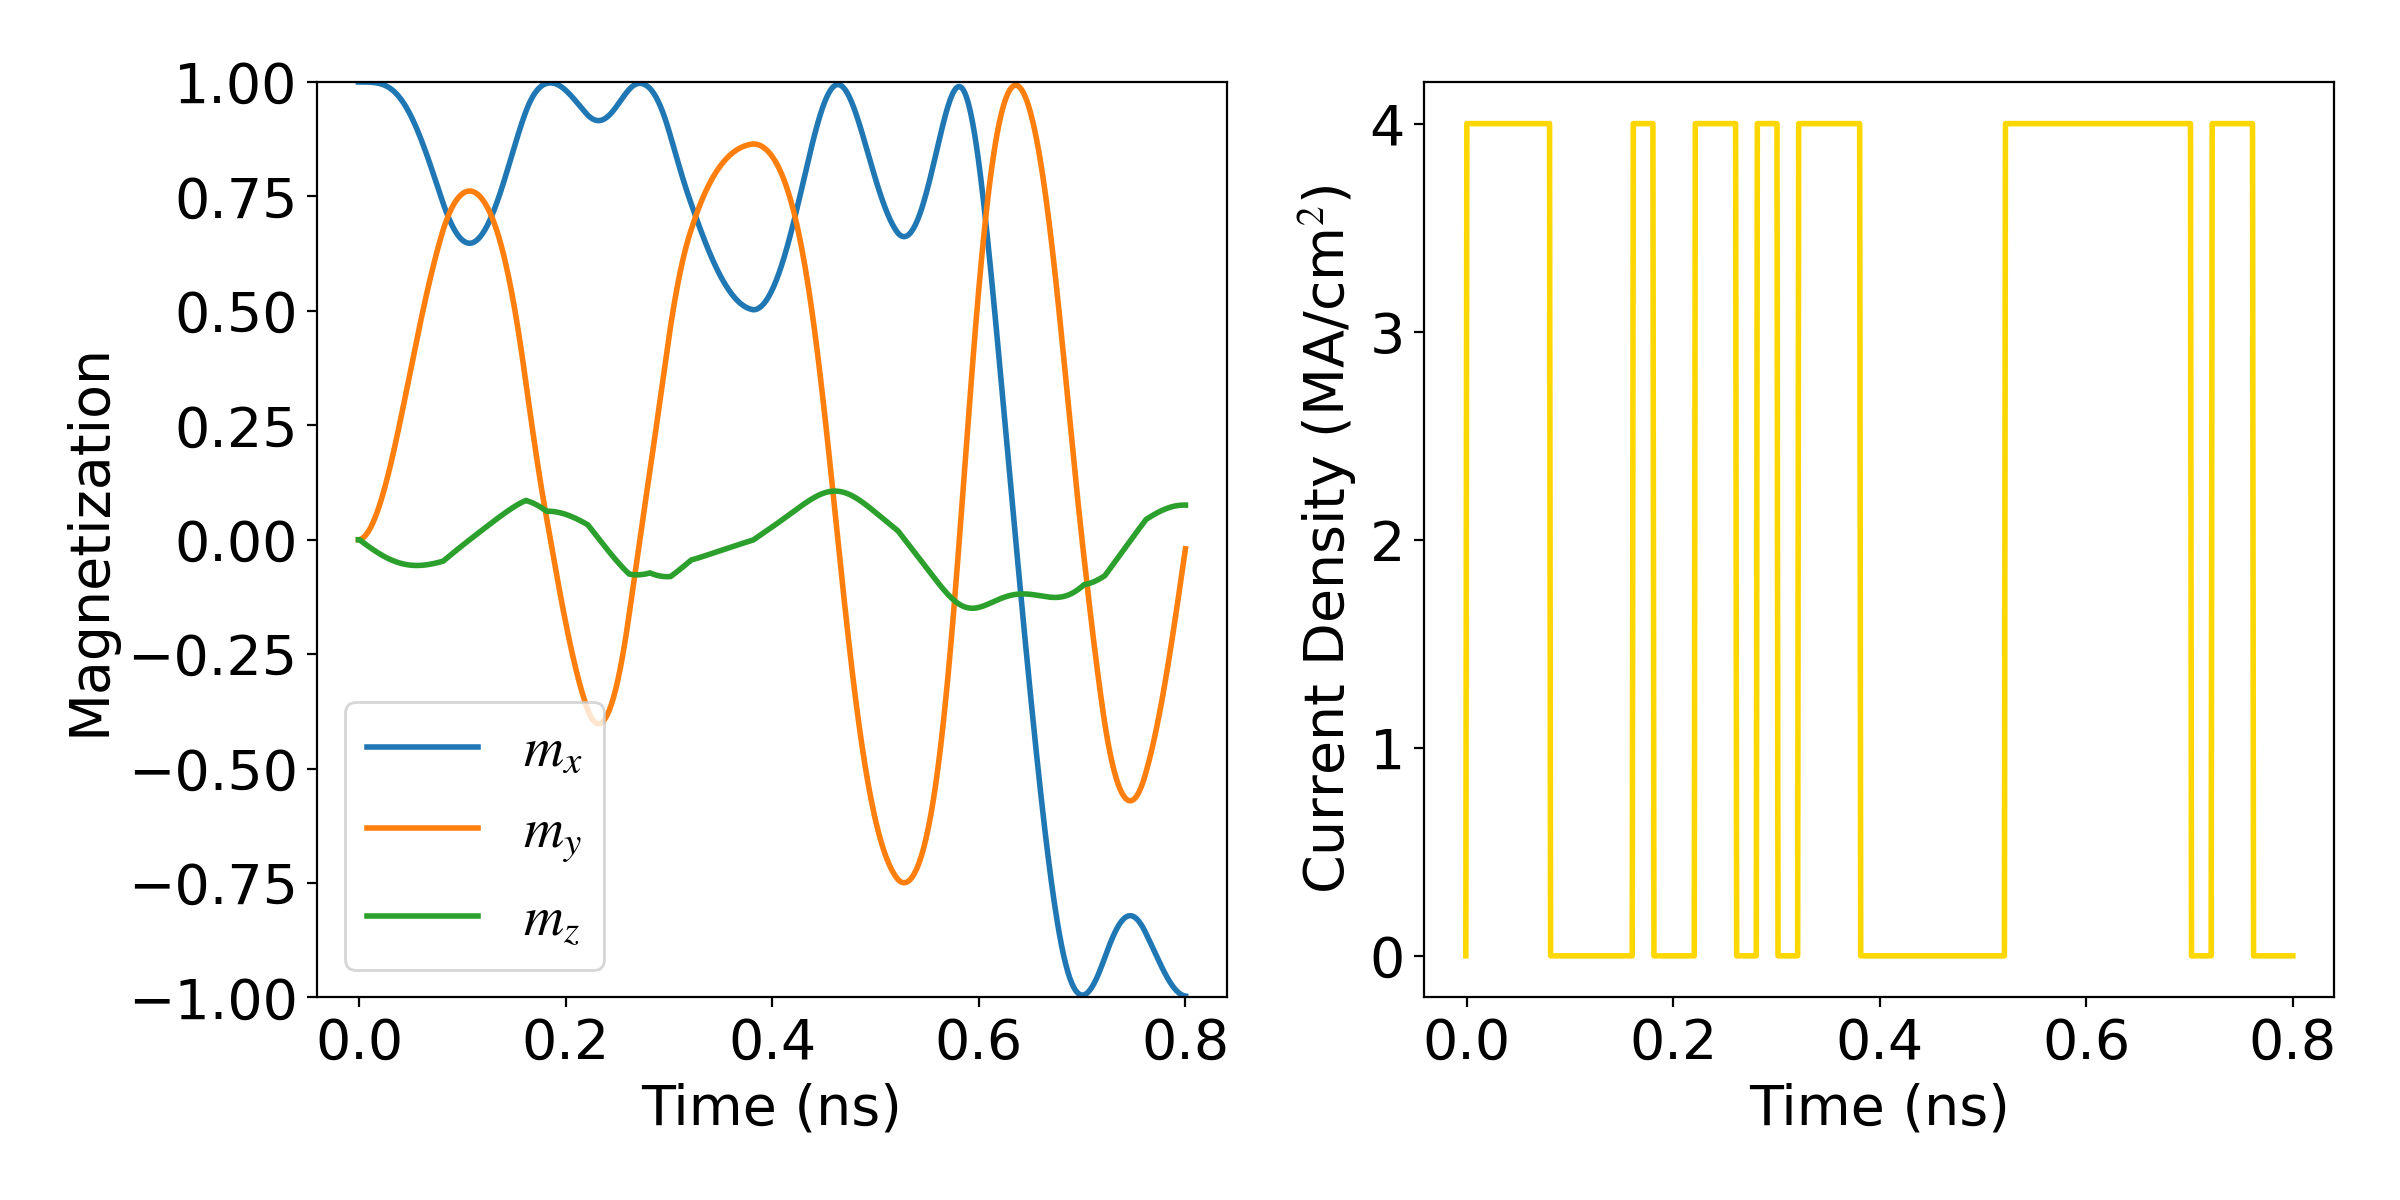 Magnetization
1.00
0.75
0.50
0.25
0.00
−0.25
−0.50
−0.75
−1.00
m_x
m_y
m_z
0.0 0.2 0.4 0.6 0.8
Time (ns)
Current Density (MA/cm²)
4
3
2
1
0
0.0 0.2 0.4 0.6 0.8
Time (ns)